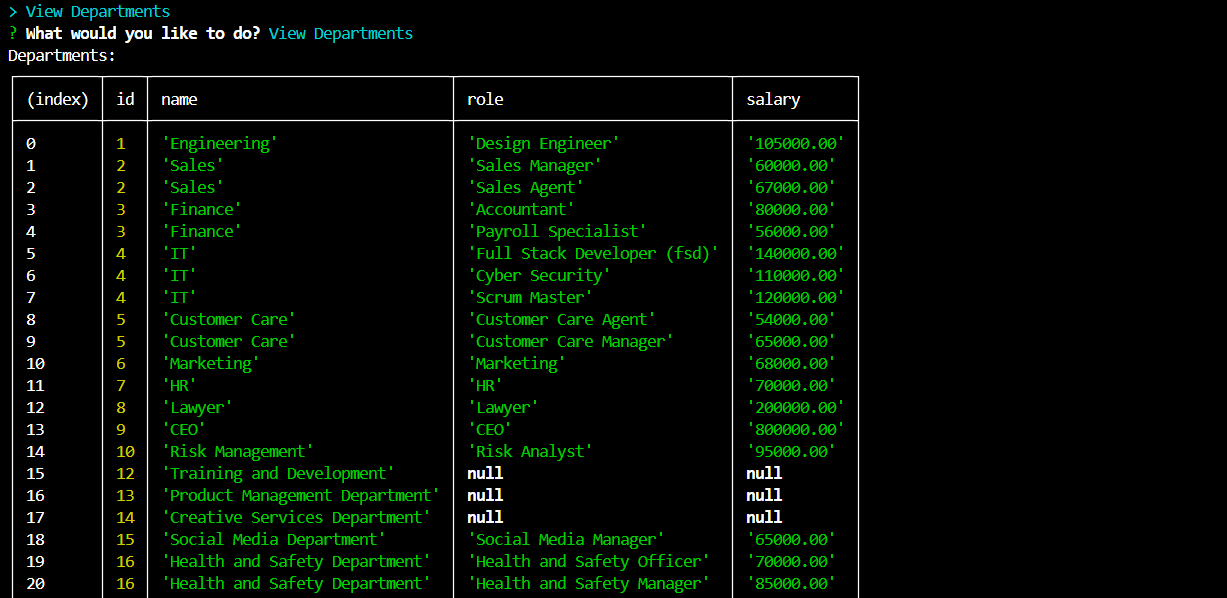 > View Departments
? What would you like to do? View Departments
Departments:
(index) id name role salary
0 1 'Engineering' 'Design Engineer' '105000.00'
1 2 'Sales' 'Sales Manager' '60000.00'
2 2 'Sales' 'Sales Agent' '67000.00'
3 3 'Finance' 'Accountant' '80000.00'
4 3 'Finance' 'Payroll Specialist' '56000.00'
5 4 'IT' 'Full Stack Developer (fsd)' '140000.00'
6 4 'IT' 'Cyber Security' '110000.00'
7 4 'IT' 'Scrum Master' '120000.00'
8 5 'Customer Care' 'Customer Care Agent' '54000.00'
9 5 'Customer Care' 'Customer Care Manager' '65000.00'
10 6 'Marketing' 'Marketing' '68000.00'
11 7 'HR' 'HR' '70000.00'
12 8 'Lawyer' 'Lawyer' '200000.00'
13 9 'CEO' 'CEO' '800000.00'
14 10 'Risk Management' 'Risk Analyst' '95000.00'
15 12 'Training and Development' null null
16 13 'Product Management Department' null null
17 14 'Creative Services Department' null null
18 15 'Social Media Department' 'Social Media Manager' '65000.00'
19 16 'Health and Safety Department' 'Health and Safety Officer' '70000.00'
20 16 'Health and Safety Department' 'Health and Safety Manager' '85000.00'